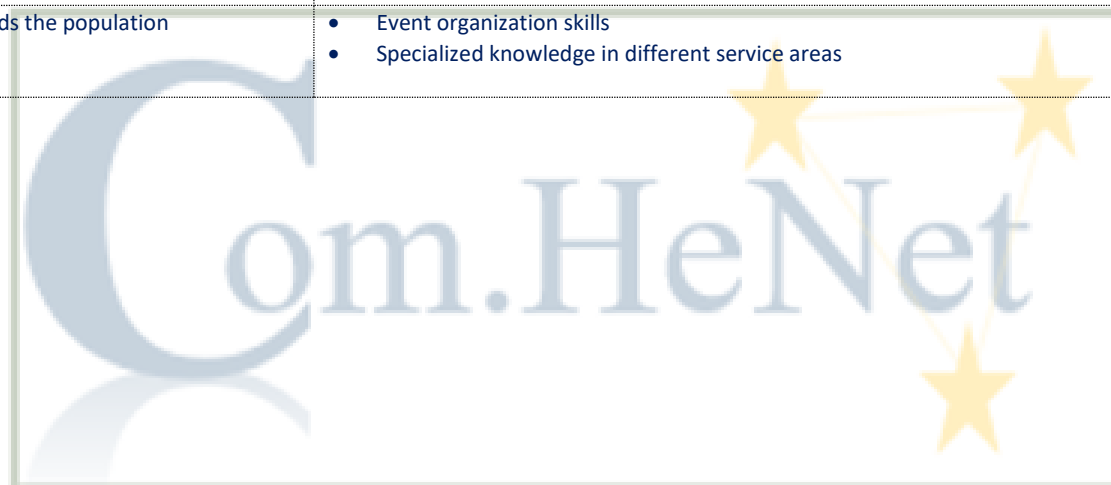 ds the population
• Event organization skills
• Specialized knowledge in different service areas
Com.HeNet